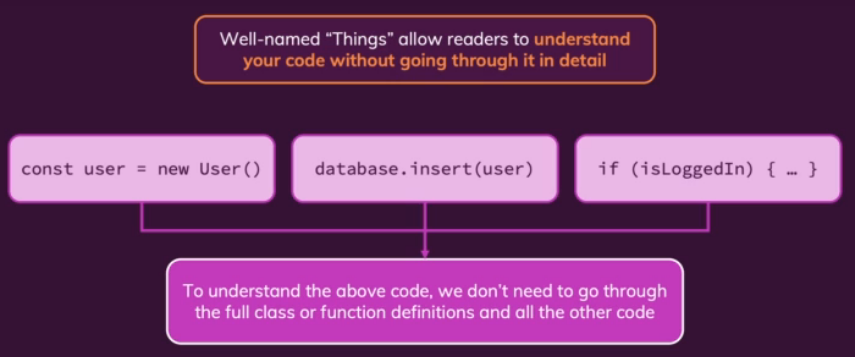 Well-named “Things” allow readers to understand
your code without going through it in detail
const user = new User()
database.insert(user)
if (isLoggedIn) { … }
To understand the above code, we don’t need to go through
the full class or function definitions and all the other code